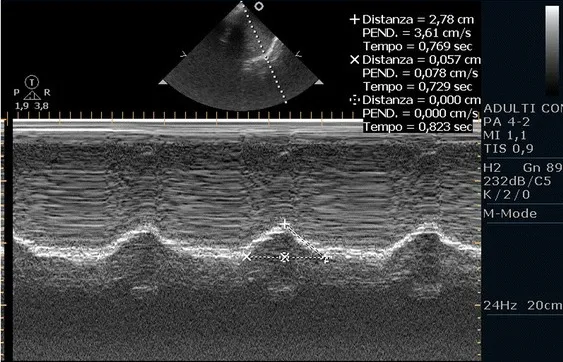 Distanza = 2,78 cm
PEND. = 3,61 cm/s
Tempo = 0,769 sec
Distanza = 0,057 cm
PEND. = 0,078 cm/s
Tempo = 0,729 sec
Distanza = 0,000 cm
PEND. = 0,000 cm/s
Tempo = 0,823 sec
T
P R
1,9 3,8
ADULTI CO
PA 4-2
MI 1,1
TIS 0,9
H2 Gn 89
232dB/C5
K/2/0
M-Mode
24Hz 20cm